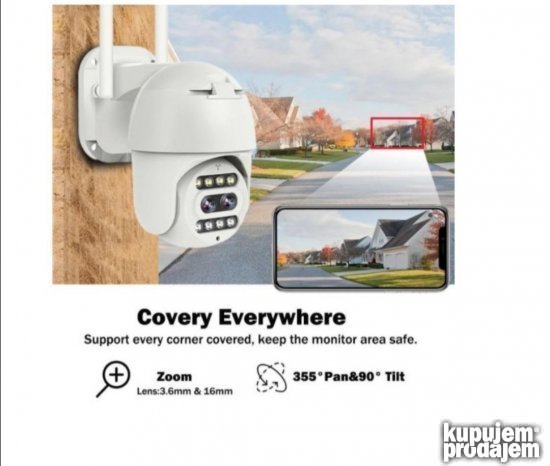 Covery Everywhere
Support every corner covered, keep the monitor area safe.
Zoom
Lens:3.6mm & 16mm
355°Pan&90° Tilt
kupujem
prodajem